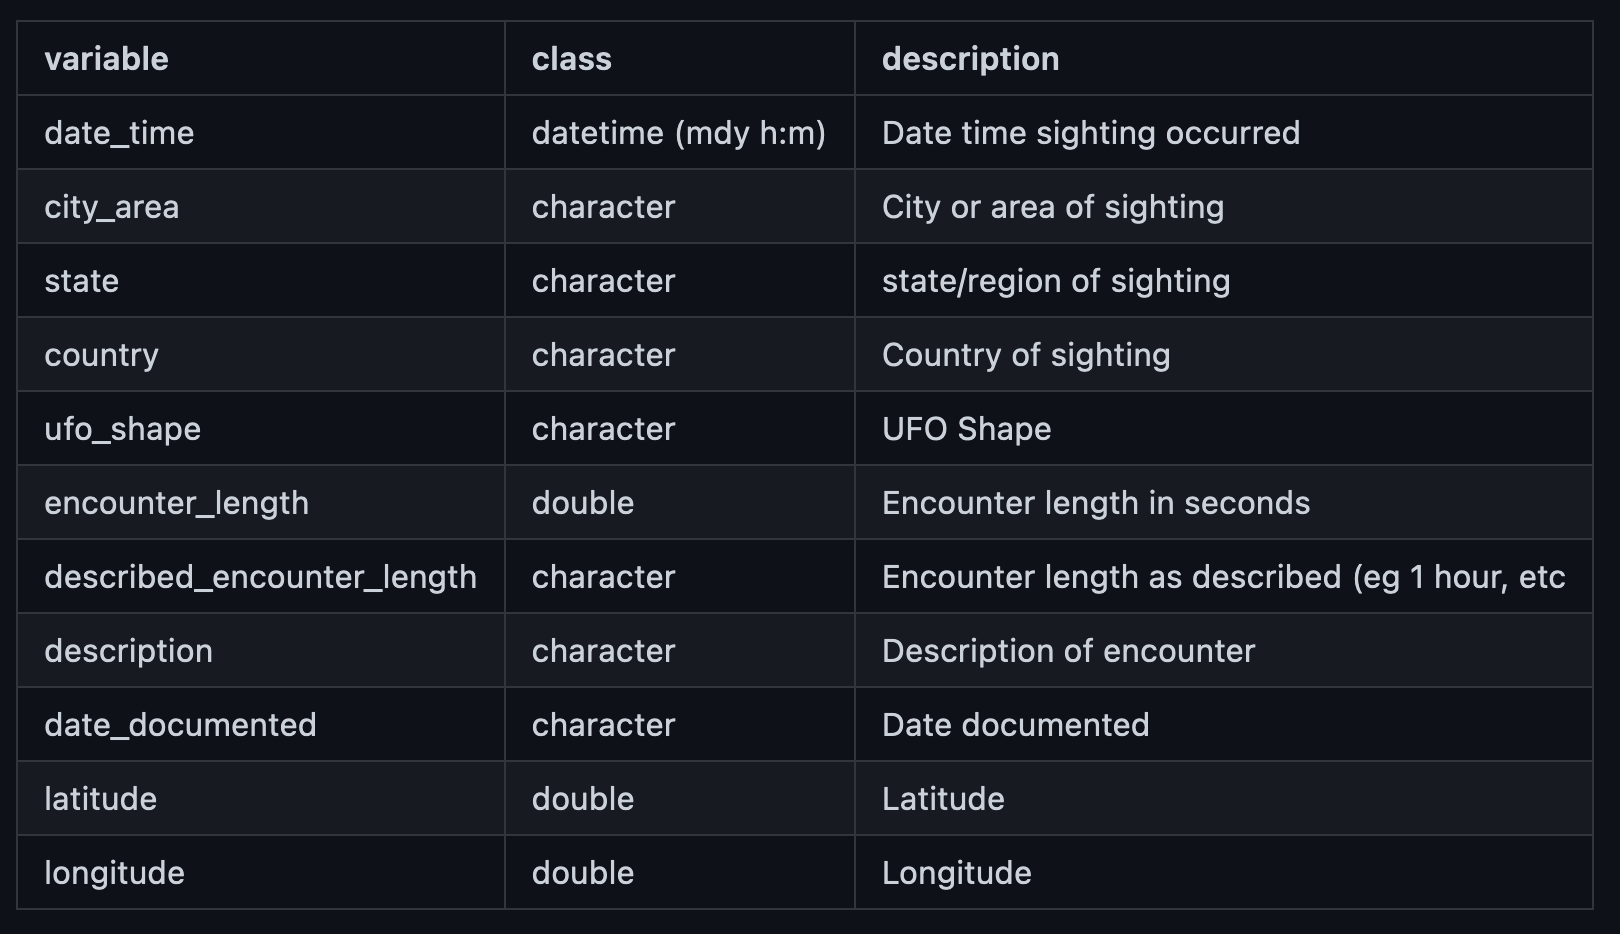 variable class description
date_time datetime (mdy h:m) Date time sighting occurred
city_area character City or area of sighting
state character state/region of sighting
country character Country of sighting
ufo_shape character UFO Shape
encounter_length double Encounter length in seconds
described_encounter_length character Encounter length as described (eg 1 hour, etc
description character Description of encounter
date_documented character Date documented
latitude double Latitude
longitude double Longitude